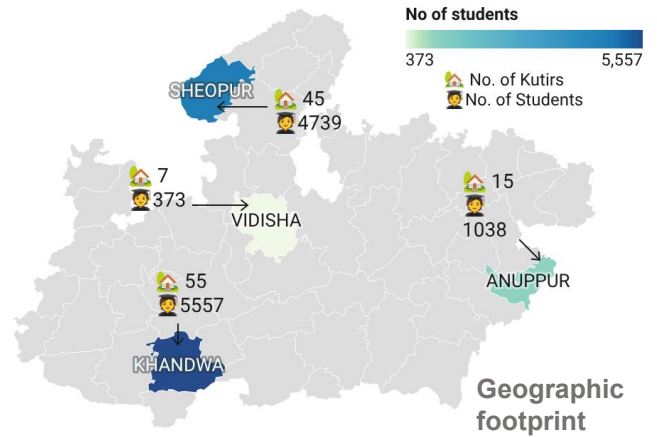 No of students
373 5,557
No. of Kutirs
No. of Students
SHEOPUR
45
4739
7
373
VIDISHA
15
1038
ANUPPUR
55
5557
KHANDWA
Geographic
footprint